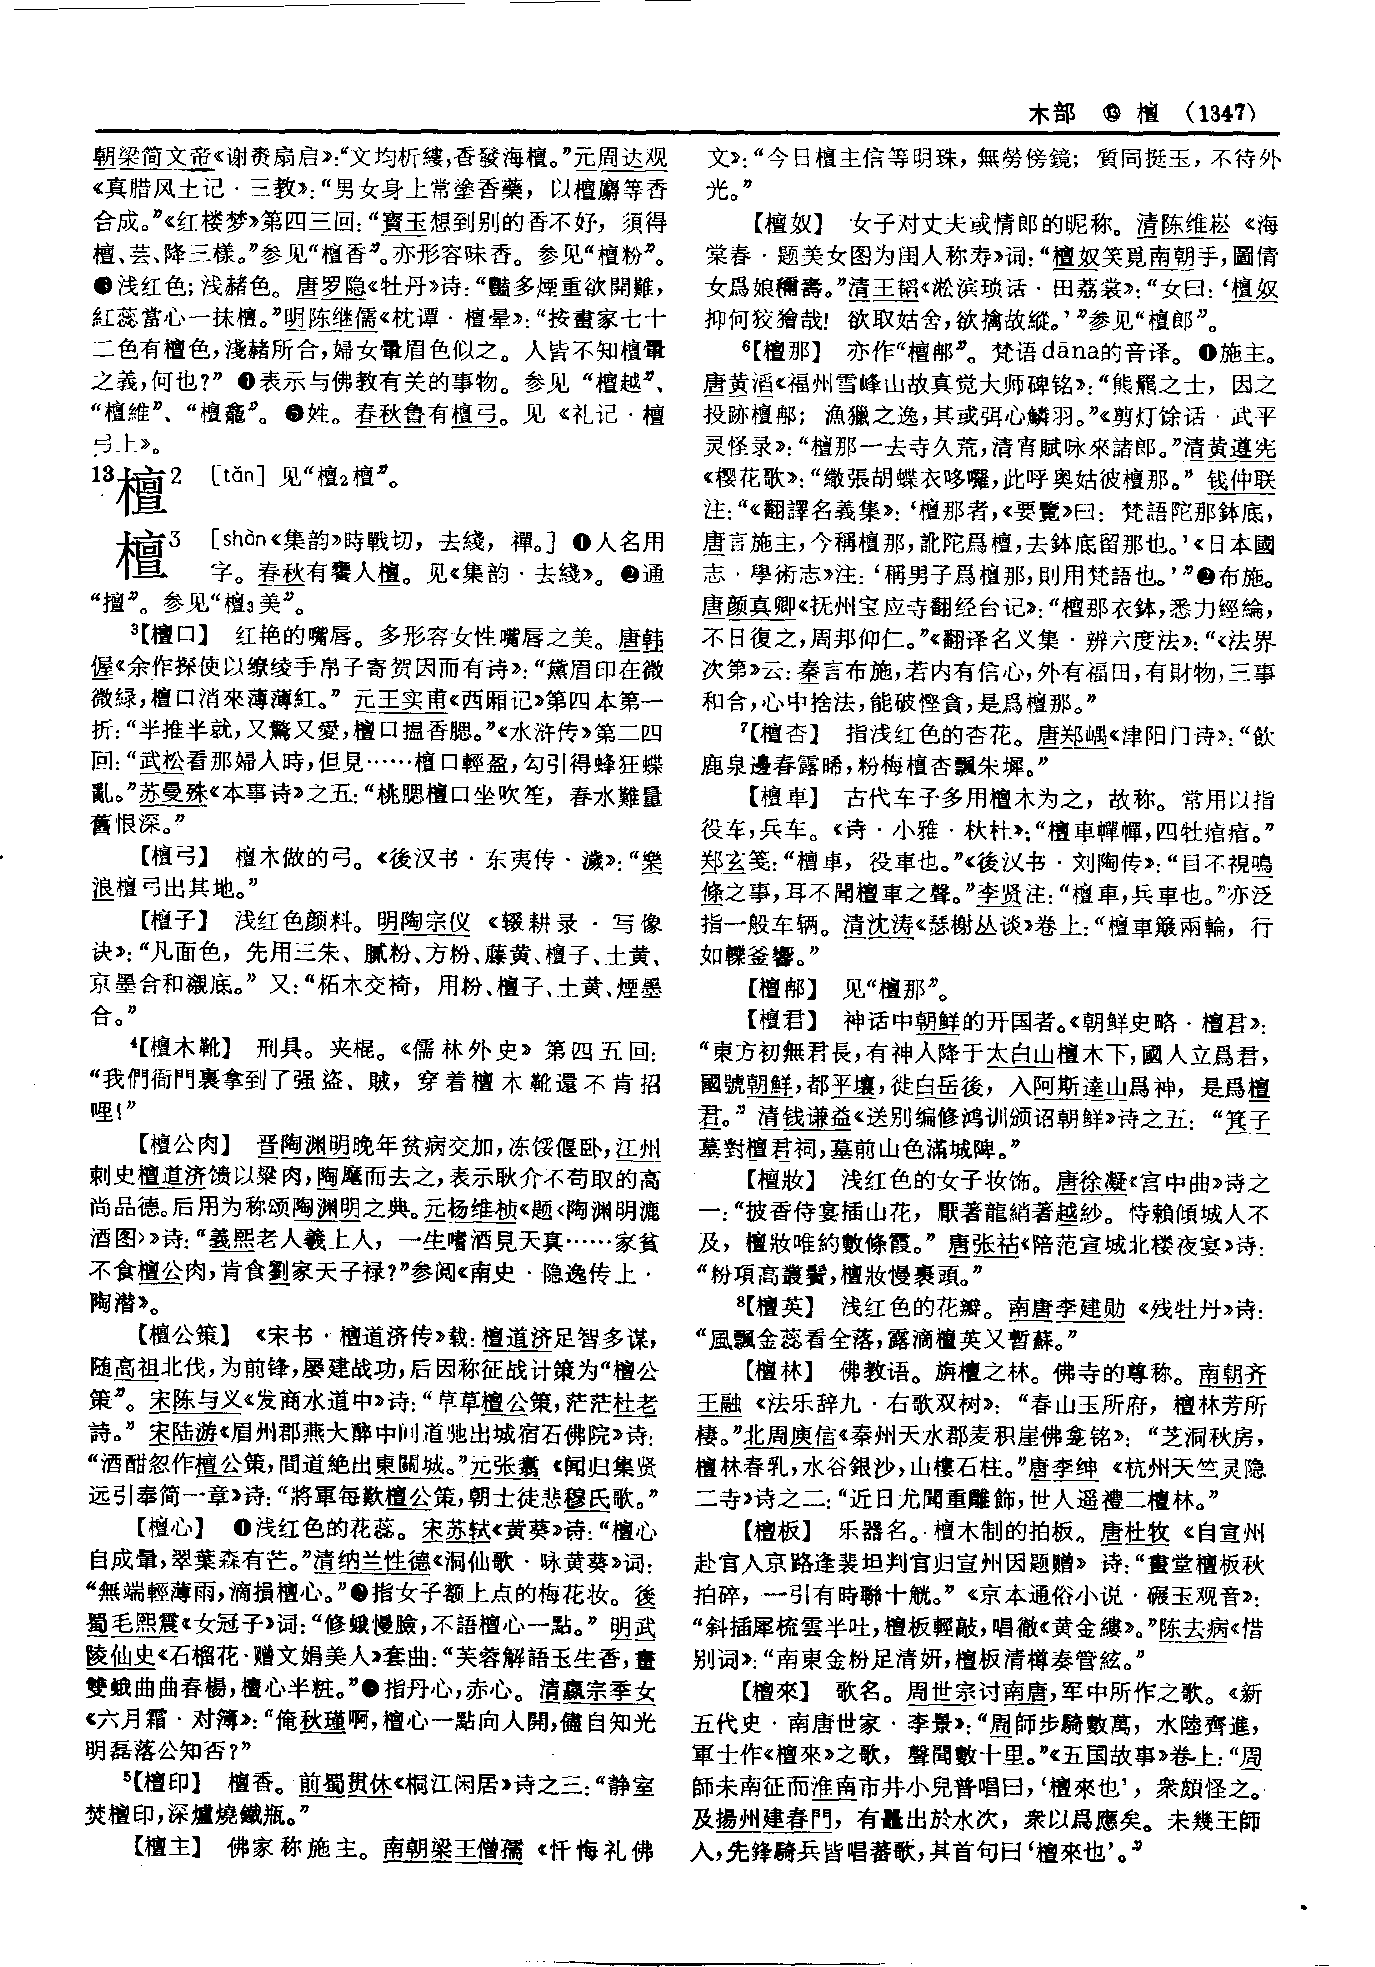 木部 ⑬ 檀 （1347）
朝梁简文帝《谢赉扇启》：“文均析縷，香發海檀。”元周达观
《真腊风土记·三教》：“男女身上常塗香藥，以檀麝等香
合成。”《红楼梦》第四三回：“寶玉想到别的香不好，須得
檀、芸、降三樣。”参见“檀香”。亦形容味香。参见“檀粉”。
❸浅红色；浅赭色。唐罗隐《牡丹》诗：“豔多煙重欲開難，
紅蕊當心一抹檀。”明陈继儒《枕谭·檀晕》：“按畫家七十
二色有檀色，淺赭所合，婦女暈眉色似之。人皆不知檀暈
之義，何也？”❹表示与佛教有关的事物。参见“檀越”、
“檀維”、“檀龕”。❺姓。春秋鲁有檀弓。见《礼记·檀
弓上》。
13檀2 ［tǎn］见“檀2檀”。
檀3 ［shàn《集韵》時戰切，去綫，禪。］❶人名用
字。春秋有饔人檀。见《集韵·去綫》。❷通
“擅”。参见“檀3美”。
3【檀口】 红艳的嘴唇。多形容女性嘴唇之美。唐韩
偓《余作探使以缭绫手帛子寄贺因而有诗》：“黛眉印在微
微緑，檀口消來薄薄紅。”元王实甫《西厢记》第四本第一
折：“半推半就，又驚又愛，檀口揾香腮。”《水浒传》第二四
回：“武松看那婦人時，但見……檀口輕盈，勾引得蜂狂蝶
亂。”苏曼殊《本事诗》之五：“桃腮檀口坐吹笙，春水難量
舊恨深。”
【檀弓】 檀木做的弓。《後汉书·东夷传·濊》：“樂
浪檀弓出其地。”
【檀子】 浅红色颜料。明陶宗仪《辍耕录·写像
诀》：“凡面色，先用三朱、膩粉、方粉、藤黄、檀子、土黄、
京墨合和襯底。”又：“柘木交椅，用粉、檀子、土黄、煙墨
合。”
4【檀木靴】 刑具。夹棍。《儒林外史》第四五回：
“我們衙門裏拿到了强盗、賊，穿着檀木靴還不肯招
哩！”
【檀公肉】 晋陶渊明晚年贫病交加，冻馁偃卧，江州
刺史檀道济馈以粱肉，陶麾而去之，表示耿介不苟取的高
尚品德。后用为称颂陶渊明之典。元杨维桢《题〈陶渊明漉
酒图〉》诗：“義熙老人羲上人，一生嗜酒見天真……家貧
不食檀公肉，肯食劉家天子禄？”参阅《南史·隐逸传上·
陶潜》。
【檀公策】 《宋书·檀道济传》载：檀道济足智多谋，
随高祖北伐，为前锋，屡建战功，后因称征战计策为“檀公
策”。宋陈与义《发商水道中》诗：“草草檀公策，茫茫杜老
詩。”宋陆游《眉州郡燕大醉中间道驰出城宿石佛院》诗：
“酒酣忽作檀公策，間道絶出東關城。”元张翥《闻归集贤
远引奉简一章》诗：“將軍每歎檀公策，朝士徒悲穆氏歌。”
【檀心】 ❶浅红色的花蕊。宋苏轼《黄葵》诗：“檀心
自成暈，翠葉森有芒。”清纳兰性德《洞仙歌·咏黄葵》词：
“無端輕薄雨，滴損檀心。”❷指女子额上点的梅花妆。後
蜀毛熙震《女冠子》词：“修蛾慢臉，不語檀心一點。”明武
陵仙史《石榴花·赠文娟美人》套曲：“芙蓉解語玉生香，畫
雙蛾曲曲春楊，檀心半粧。”❸指丹心，赤心。清嬴宗季女
《六月霜·对簿》：“俺秋瑾啊，檀心一點向人開，儘自知光
明磊落公知否？”
5【檀印】 檀香。前蜀贯休《桐江闲居》诗之三：“静室
焚檀印，深爐燒鐵瓶。”
【檀主】 佛家称施主。南朝梁王僧孺《忏悔礼佛
文》：“今日檀主信等明珠，無勞傍鏡；質同挺玉，不待外
光。”
【檀奴】 女子对丈夫或情郎的昵称。清陈维崧《海
棠春·题美女图为闺人称寿》词：“檀奴笑覓南朝手，圖倩
女爲娘稱壽。”清王韬《淞滨琐话·田荔裳》：“女曰：‘檀奴
抑何狡獪哉！欲取姑舍，欲擒故縱。’”参见“檀郎”。
6【檀那】 亦作“檀郍”。梵语dāna的音译。❶施主。
唐黄滔《福州雪峰山故真觉大师碑铭》：“熊羆之士，因之
投跡檀郍；漁獵之逸，其或弭心鱗羽。”《剪灯馀话·武平
灵怪录》：“檀那一去寺久荒，清宵賦咏來諸郎。”清黄遵宪
《樱花歌》：“繖張胡蝶衣哆囉，此呼奥姑彼檀那。”钱仲联
注：“《翻譯名義集》：‘檀那者，《要覽》曰：梵語陀那鉢底，
唐言施主，今稱檀那，訛陀爲檀，去鉢底留那也。’《日本國
志·學術志》注：‘稱男子爲檀那，則用梵語也。’”❷布施。
唐颜真卿《抚州宝应寺翻经台记》：“檀那衣鉢，悉力經綸，
不日復之，周邦仰仁。”《翻译名义集·辨六度法》：“《法界
次第》云：秦言布施，若内有信心，外有福田，有財物，三事
和合，心中捨法，能破慳貪，是爲檀那。”
7【檀杏】 指浅红色的杏花。唐郑嵎《津阳门诗》：“飲
鹿泉邊春露晞，粉梅檀杏飄朱墀。”
【檀車】 古代车子多用檀木为之，故称。常用以指
役车，兵车。《诗·小雅·杕杜》：“檀車幝幝，四牡痯痯。”
郑玄笺：“檀車，役車也。”《後汉书·刘陶传》：“目不視鳴
條之事，耳不聞檀車之聲。”李贤注：“檀車，兵車也。”亦泛
指一般车辆。清沈涛《瑟榭丛谈》卷上：“檀車簸兩輪，行
如轢釜響。”
【檀郍】 见“檀那”。
【檀君】 神话中朝鲜的开国者。《朝鲜史略·檀君》：
“東方初無君長，有神人降于太白山檀木下，國人立爲君，
國號朝鮮，都平壤，徙白岳後，入阿斯達山爲神，是爲檀
君。”清钱谦益《送别编修鸿训颁诏朝鲜》诗之五：“箕子
墓對檀君祠，墓前山色滿城陴。”
【檀妝】 浅红色的女子妆饰。唐徐凝《宫中曲》诗之
一：“披香侍宴插山花，厭著龍綃著越紗。恃賴傾城人不
及，檀妝唯約數條霞。”唐张祜《陪范宣城北楼夜宴》诗：
“粉項高叢鬢，檀妝慢裹頭。”
8【檀英】 浅红色的花瓣。南唐李建勋《残牡丹》诗：
“風飄金蕊看全落，露滴檀英又暫蘇。”
【檀林】 佛教语。旃檀之林。佛寺的尊称。南朝齐
王融《法乐辞九·右歌双树》：“春山玉所府，檀林芳所
棲。”北周庾信《秦州天水郡麦积崖佛龛铭》：“芝洞秋房，
檀林春乳，水谷銀沙，山樓石柱。”唐李绅《杭州天竺灵隐
二寺》诗之二：“近日尤聞重雕飾，世人遥禮二檀林。”
【檀板】 乐器名。檀木制的拍板。唐杜牧《自宣州
赴官入京路逢裴坦判官归宣州因题赠》诗：“畫堂檀板秋
拍碎，一引有時聯十觥。”《京本通俗小说·碾玉观音》：
“斜插犀梳雲半吐，檀板輕敲，唱徹《黄金縷》。”陈去病《惜
别词》：“南東金粉足清妍，檀板清樽奏管絃。”
【檀來】 歌名。周世宗讨南唐，军中所作之歌。《新
五代史·南唐世家·李景》：“周師步騎數萬，水陸齊進，
軍士作《檀來》之歌，聲聞數十里。”《五国故事》卷上：“周
師未南征而淮南市井小兒普唱曰，‘檀來也’，衆頗怪之。
及揚州建春門，有鼉出於水次，衆以爲應矣。未幾王師
入，先鋒騎兵皆唱蕃歌，其首句曰‘檀來也’。”